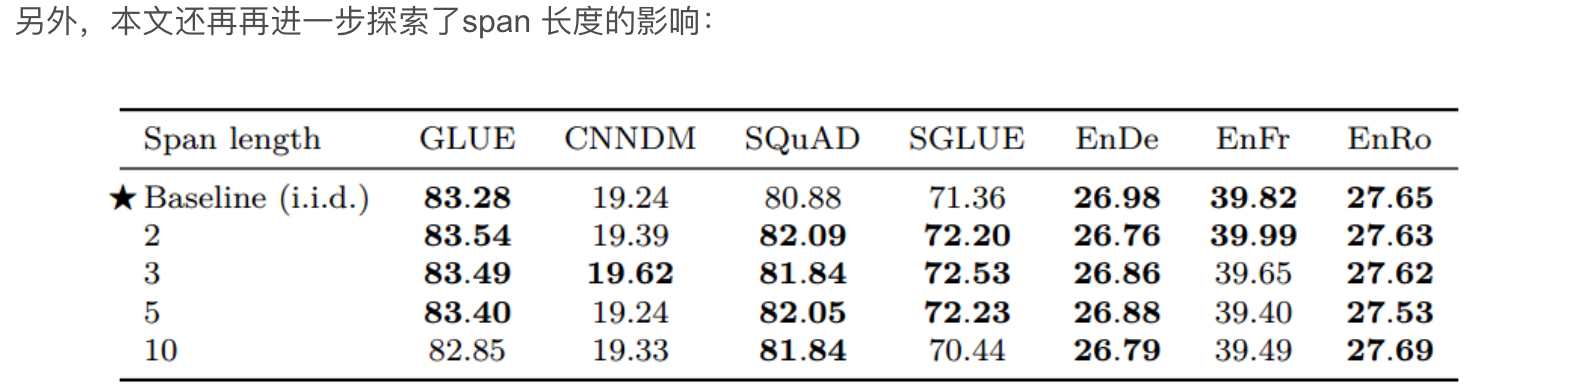 另外，本文还再再进一步探索了span 长度的影响：
Span length GLUE CNNDM SQuAD SGLUE EnDe EnFr EnRo
★ Baseline (i.i.d.) 83.28 19.24 80.88 71.36 26.98 39.82 27.65
2 83.54 19.39 82.09 72.20 26.76 39.99 27.63
3 83.49 19.62 81.84 72.53 26.86 39.65 27.62
5 83.40 19.24 82.05 72.23 26.88 39.40 27.53
10 82.85 19.33 81.84 70.44 26.79 39.49 27.69